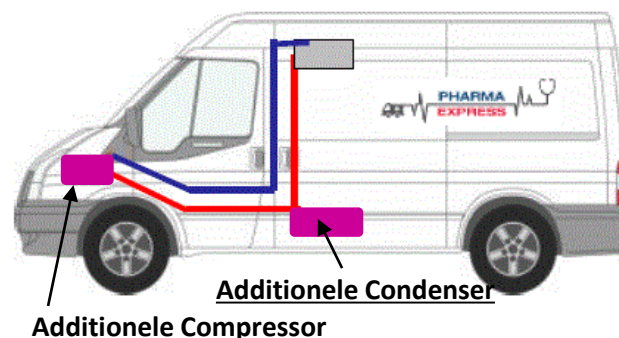 PHARMA
EXPRESS
Additionele Condenser
Additionele Compressor